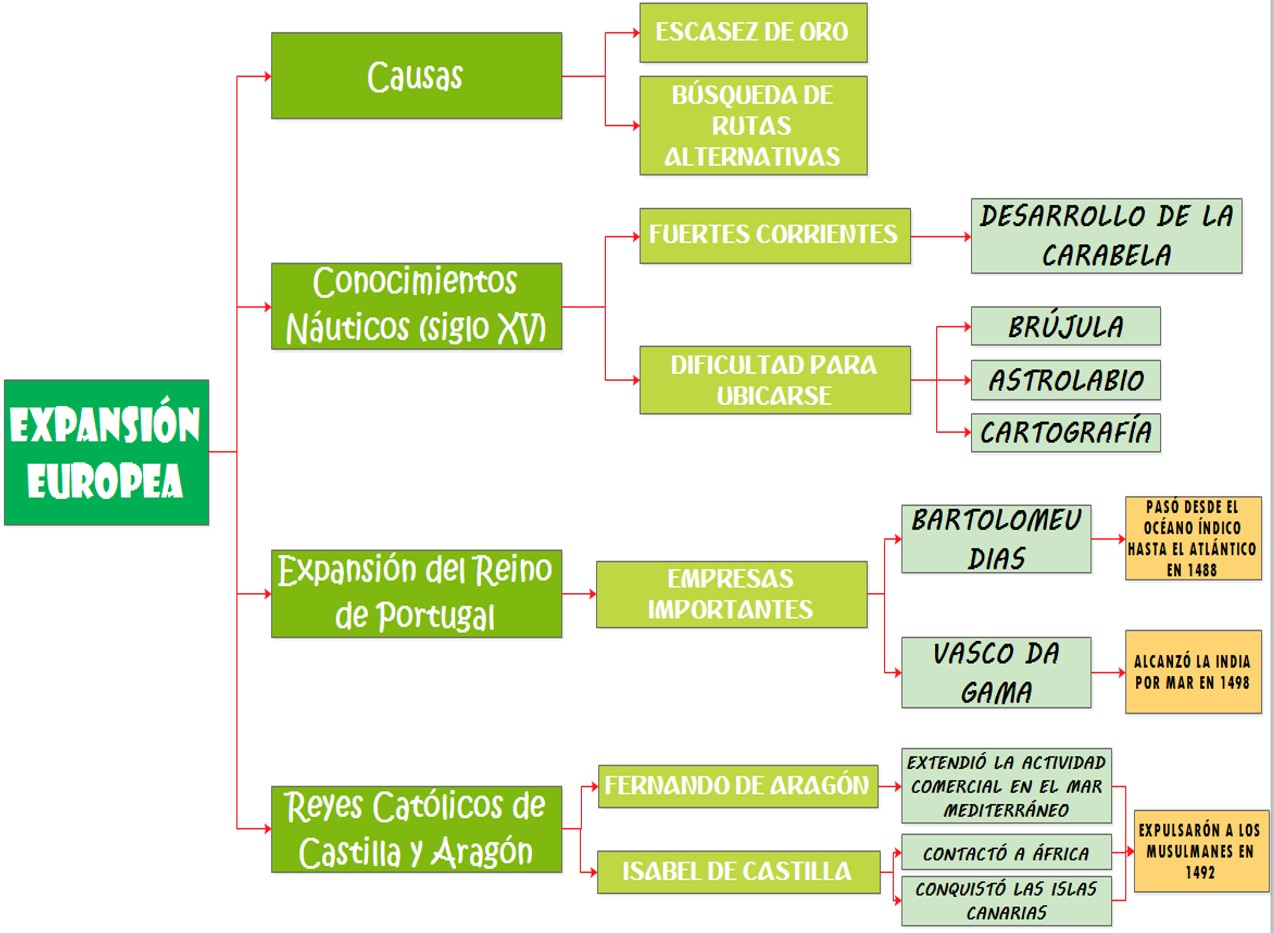 EXPANSIÓN
EUROPEA
Causas
ESCASEZ DE ORO
BÚSQUEDA DE
RUTAS
ALTERNATIVAS
Conocimientos
Náuticos (siglo XV)
FUERTES CORRIENTES
DESARROLLO DE LA
CARABELA
DIFICULTAD PARA
UBICARSE
BRÚJULA
ASTROLABIO
CARTOGRAFÍA
Expansión del Reino
de Portugal
EMPRESAS
IMPORTANTES
BARTOLOMEU
DIAS
PASÓ DESDE EL
OCÉANO ÍNDICO
HASTA EL ATLÁNTICO
EN 1488
VASCO DA
GAMA
ALCANZÓ LA INDIA
POR MAR EN 1498
Reyes Católicos de
Castilla y Aragón
FERNANDO DE ARAGÓN
EXTENDIÓ LA ACTIVIDAD
COMERCIAL EN EL MAR
MEDITERRÁNEO
ISABEL DE CASTILLA
CONTACTÓ A ÁFRICA
CONQUISTÓ LAS ISLAS
CANARIAS
EXPULSARÓN A LOS
MUSULMANES EN
1492